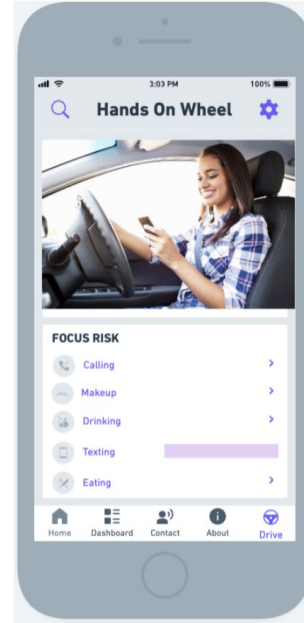 3:03 PM
100%
Hands On Wheel
FOCUS RISK
Calling
Makeup
Drinking
Texting
Eating
Home Dashboard Contact About Drive